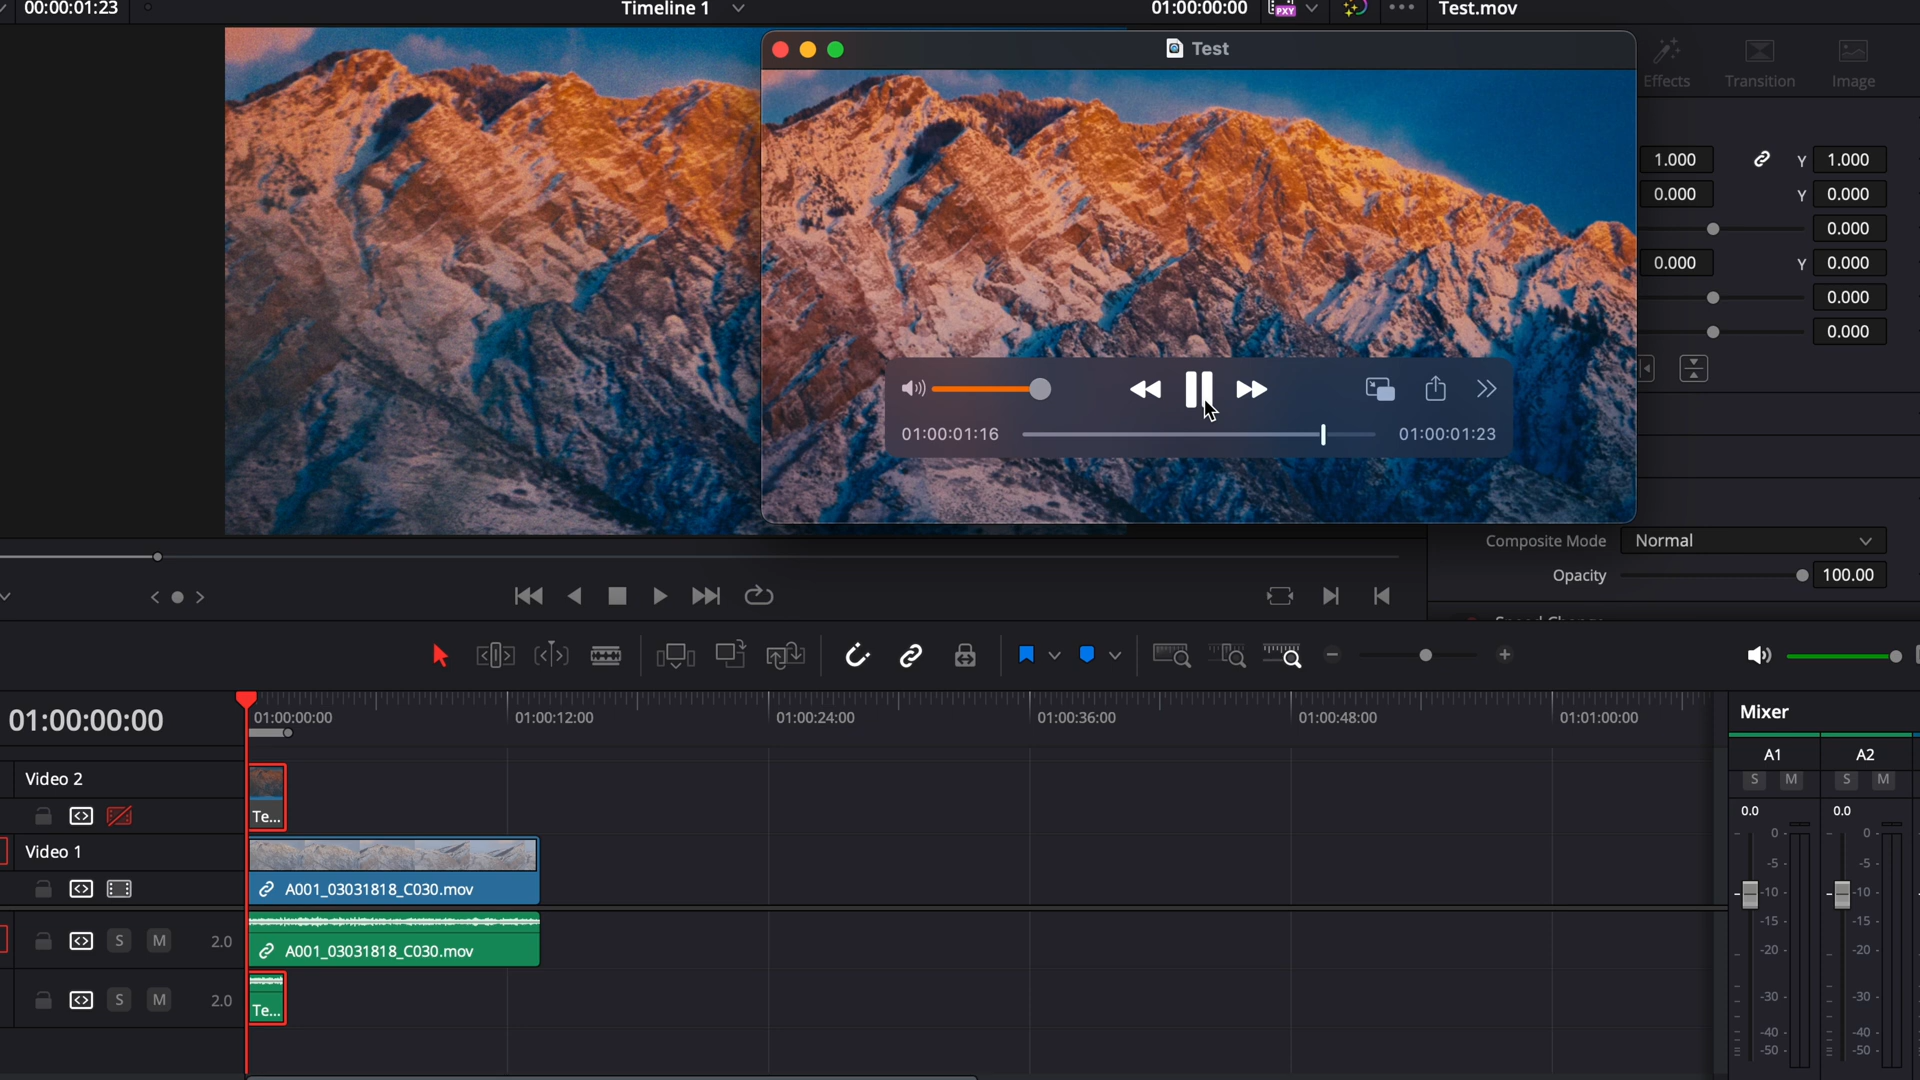 00:00:01:23
Timeline 1
01:00:00:00
PXY
Test.mov
Test
Effects
Transition
Image
1.000
Y
1.000
0.000
Y
0.000
0.000
0.000
Y
0.000
0.000
0.000
01:00:01:16
01:00:01:23
Composite Mode
Normal
Opacity
100.00
01:00:00:00
01:00:00:00
01:00:12:00
01:00:24:00
01:00:36:00
01:00:48:00
01:01:00:00
Mixer
A1
A2
S M
S M
0.0
0.0
0-
-5-
-10-
-15-
-20-
-30-
-40-
-50-
0-
-5-
-10-
-15-
-20-
-30-
-40-
-50-
Video 2
Te...
Video 1
A001_03031818_C030.mov
S M 2.0
A001_03031818_C030.mov
S M 2.0
Te...